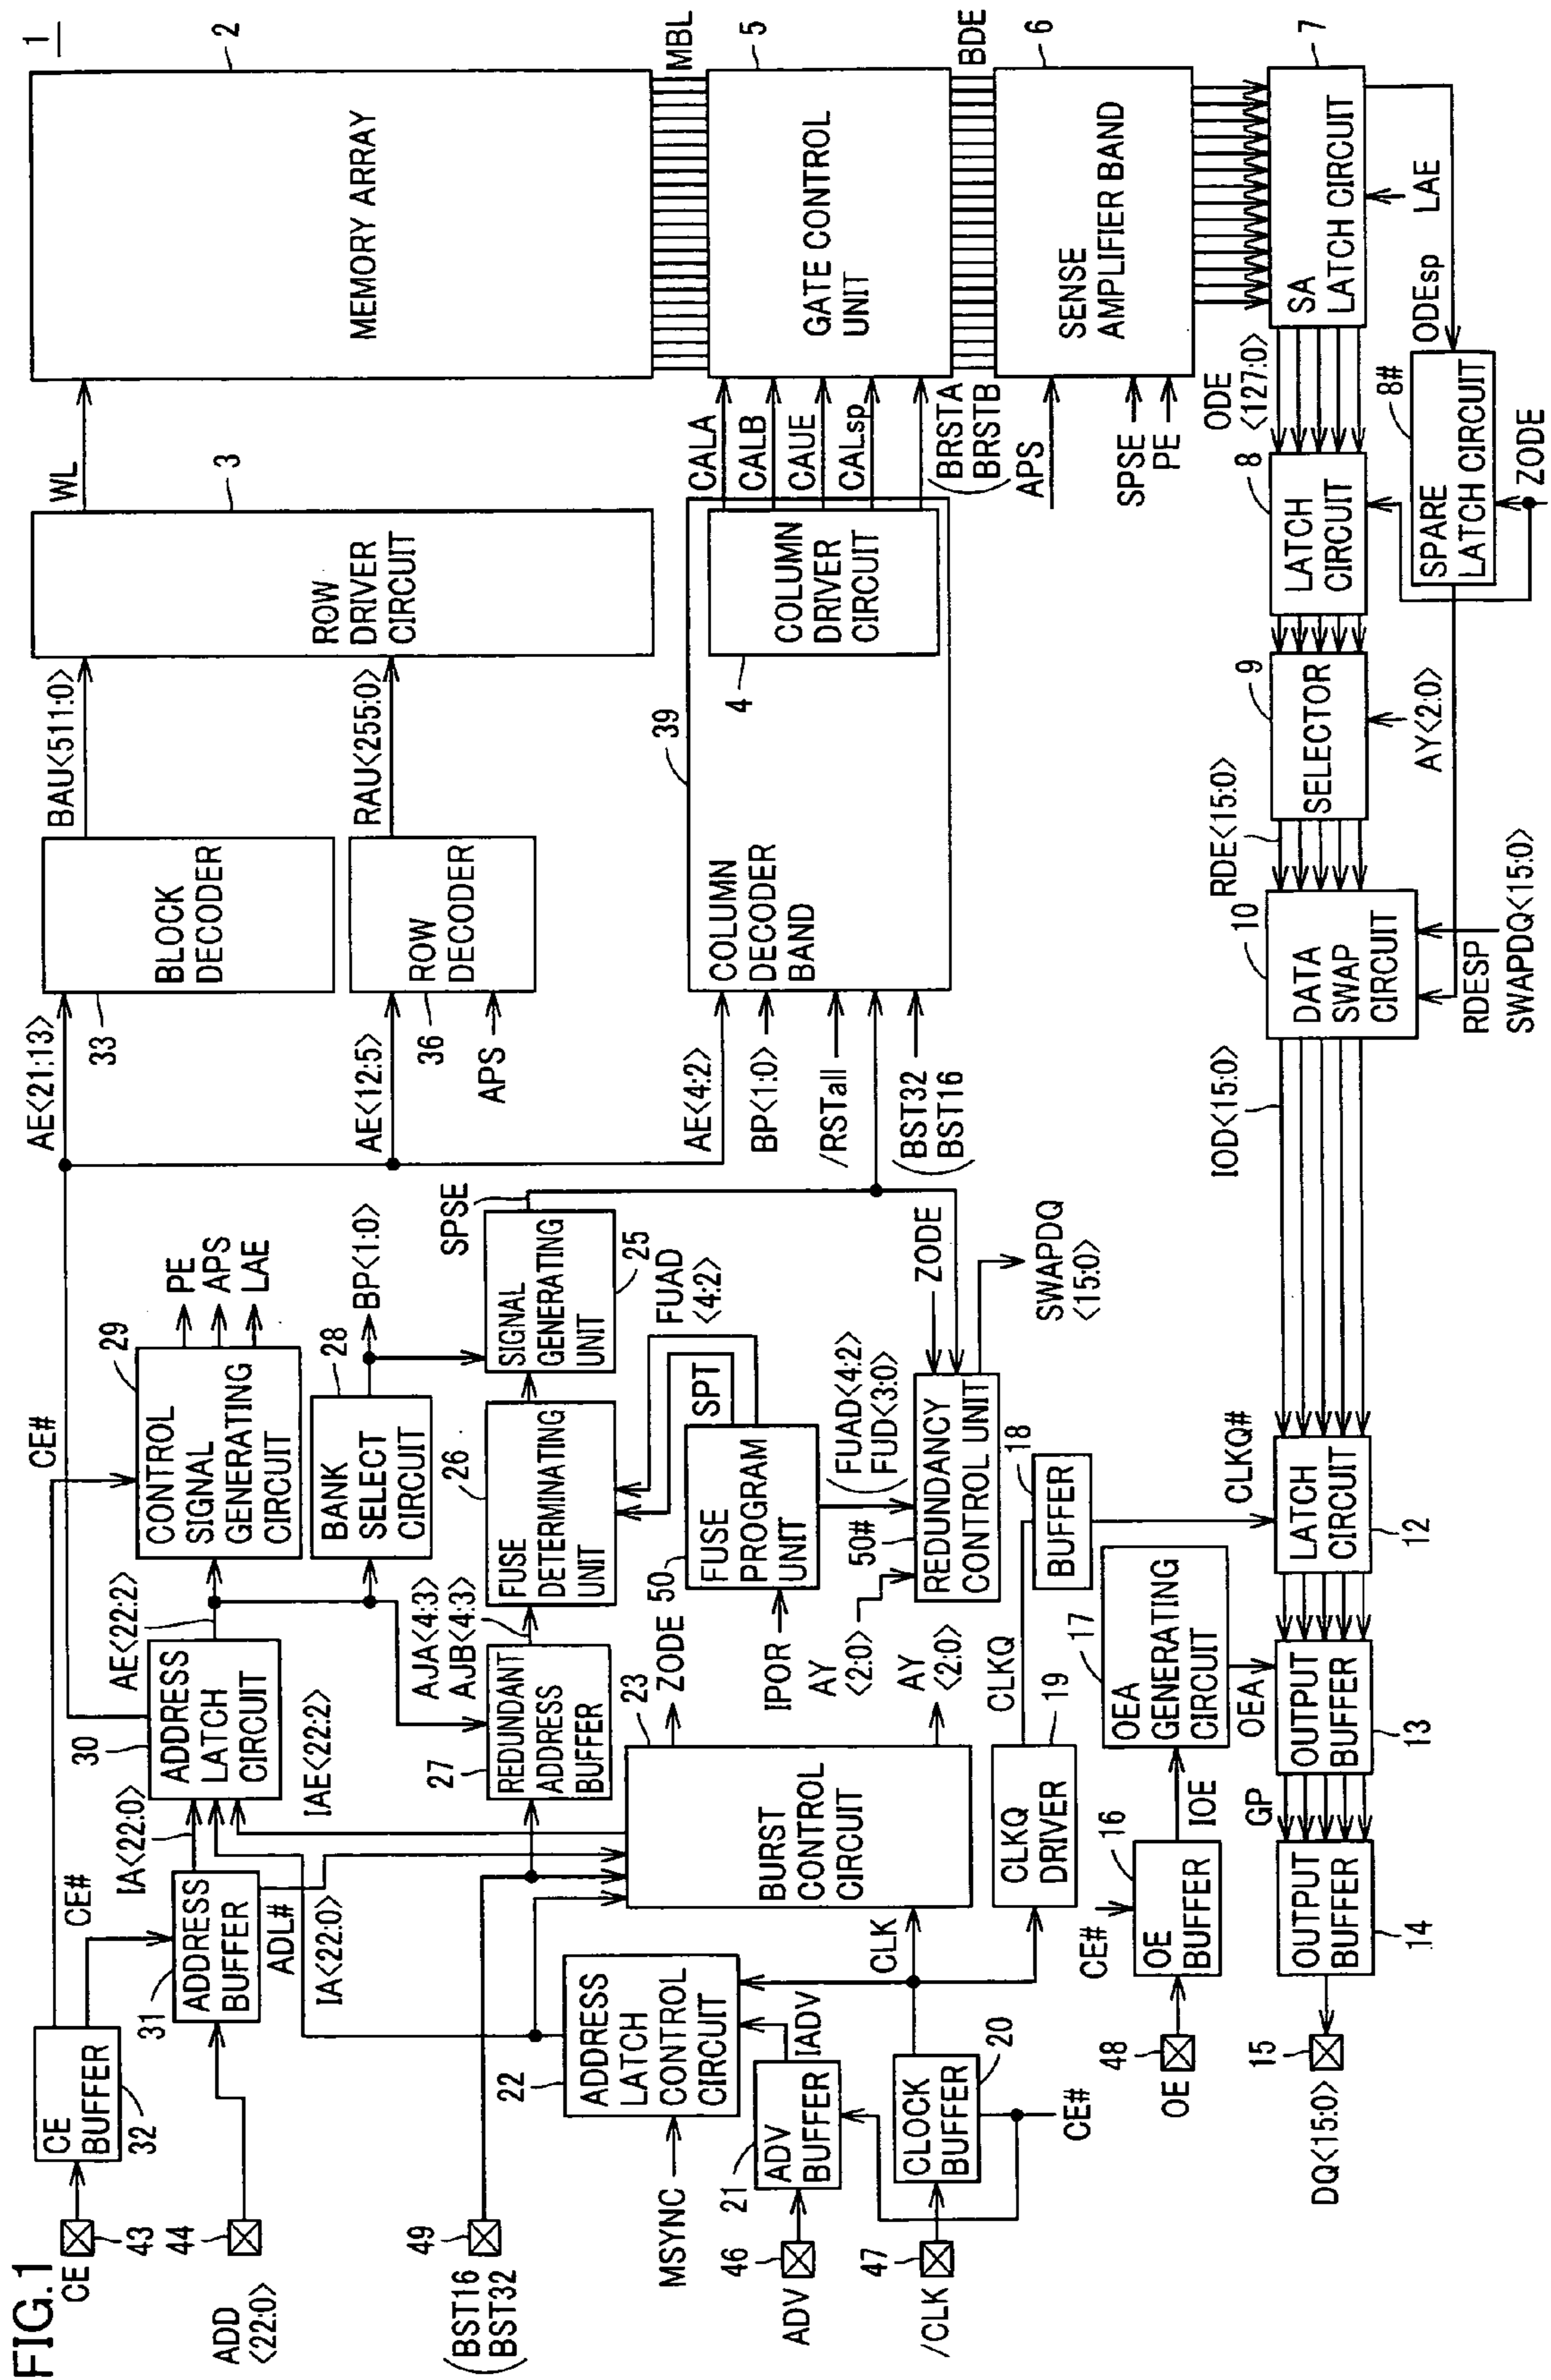 FIG.1
1
CE
43
CE
BUFFER
32
CE#
CE#
ADD
<22:0>
44
31
ADDRESS
BUFFER
ADL#
IA<22:0>
IA<22:0>
30
ADDRESS
LATCH
CIRCUIT
IAE<22:2>
AE<22:2>
CONTROL
SIGNAL
GENERATING
CIRCUIT
29
PE
APS
LAE
BANK
SELECT
CIRCUIT
28
BP<1:0>
AE<21:13>
33
BLOCK
DECODER
BAU<511:0>
AE<12:5>
36
APS
ROW
DECODER
RAU<255:0>
ROW
DRIVER
CIRCUIT
3
WL
MEMORY ARRAY
2
MBL
(BST16
BST32)
49
27
REDUNDANT
ADDRESS
BUFFER
AJA<4:3>
AJB<4:3>
FUSE
DETERMINATING
UNIT
26
SIGNAL
GENERATING
UNIT
25
SPSE
FUAD
<4:2>
SPT
50
FUSE
PROGRAM
UNIT
IPOR
(FUAD<4:2>
FUD<3:0>)
AY
<2:0>
50#
REDUNDANCY
CONTROL UNIT
ZODE
SWAPDQ
<15:0>
AE<4:2>
BP<1:0>
/RSTall
(BST32
BST16)
COLUMN
DECODER
BAND
39
4
COLUMN
DRIVER
CIRCUIT
CALA
CALB
CAUE
CALsp
(BRSTA
BRSTB)
GATE CONTROL
UNIT
5
BDE
APS
SPSE
PE
SENSE
AMPLIFIER BAND
6
MSYNC
22
ADDRESS
LATCH
CONTROL
CIRCUIT
IADV
ADV
46
21
ADV
BUFFER
/CLK
47
CLOCK
BUFFER
20
CE#
CLK
BURST
CONTROL
CIRCUIT
23
ZODE
AY
<2:0>
CLKQ
DRIVER
19
CLKQ
BUFFER
18
CLKQ#
OE
48
CE#
OE
BUFFER
16
IOE
17
OEA
GENERATING
CIRCUIT
OEA
DQ<15:0>
15
OUTPUT
BUFFER
14
GP
OUTPUT
BUFFER
13
LATCH
CIRCUIT
12
IOD<15:0>
DATA
SWAP
CIRCUIT
10
RDESP
SWAPDQ<15:0>
RDE<15:0>
SELECTOR
9
AY<2:0>
LATCH
CIRCUIT
8
SPARE
LATCH CIRCUIT
8#
ZODE
ODE
<127:0>
ODEsp
SA
LATCH CIRCUIT
7
LAE